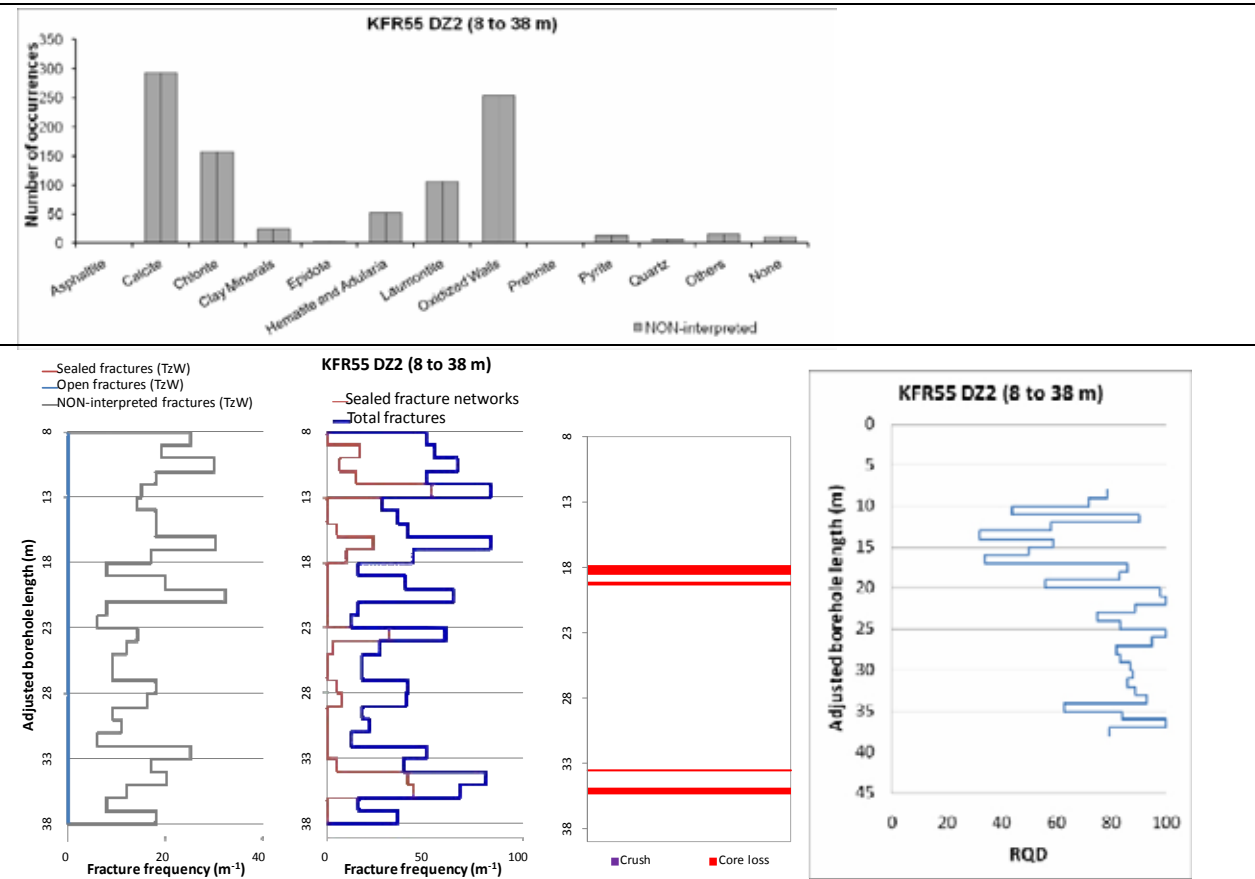 KFR55 DZ2 (8 to 38 m)
Number of occurrences
350
300
250
200
150
100
50
0
Asphaltite
Calcite
Chlorite
Clay Minerals
Epidote
Hematite and Adularia
Laumontite
Oxidized Walls
Prehnite
Pyrite
Quartz
Others
None
NON-interpreted
Sealed fractures (TzW)
Open fractures (TzW)
NON-interpreted fractures (TzW)
Adjusted borehole length (m)
8
13
18
23
28
33
38
0 20 40
Fracture frequency (m-1)
KFR55 DZ2 (8 to 38 m)
Sealed fracture networks
Total fractures
8
13
18
23
28
33
38
0 50 100
Fracture frequency (m-1)
8
13
18
23
28
33
38
Crush Core loss
KFR55 DZ2 (8 to 38 m)
Adjusted borehole length (m)
0
5
10
15
20
25
30
35
40
45
0 20 40 60 80 100
RQD